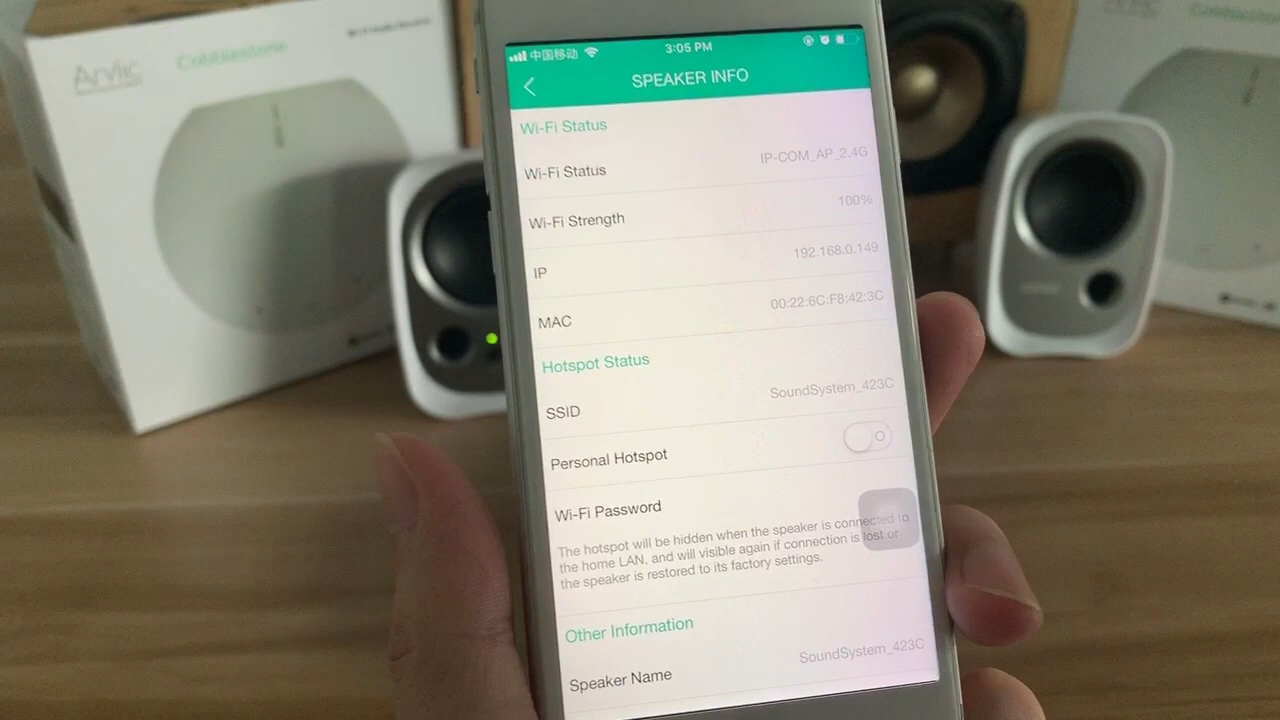 Arylic
Cobblestone
中国移动
3:05 PM
SPEAKER INFO
Wi-Fi Status
Wi-Fi Status
IP-COM_AP_2.4G
Wi-Fi Strength
100%
IP
192.168.0.149
MAC
00:22:6C:F8:42:3C
Hotspot Status
SSID
SoundSystem_423C
Personal Hotspot
Wi-Fi Password
The hotspot will be hidden when the speaker is connected to
the home LAN, and will visible again if connection is lost or
the speaker is restored to its factory settings.
Other Information
Speaker Name
SoundSystem_423C